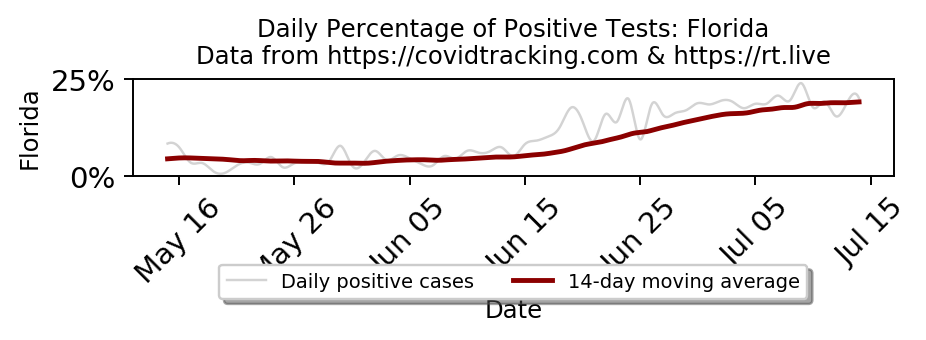 Daily Percentage of Positive Tests: Florida
Data from https://covidtracking.com & https://rt.live
25%
Florida
0%
May 16
May 26
Jun 05
Jun 15
Jun 25
Jul 05
Jul 15
Daily positive cases
14-day moving average
Date